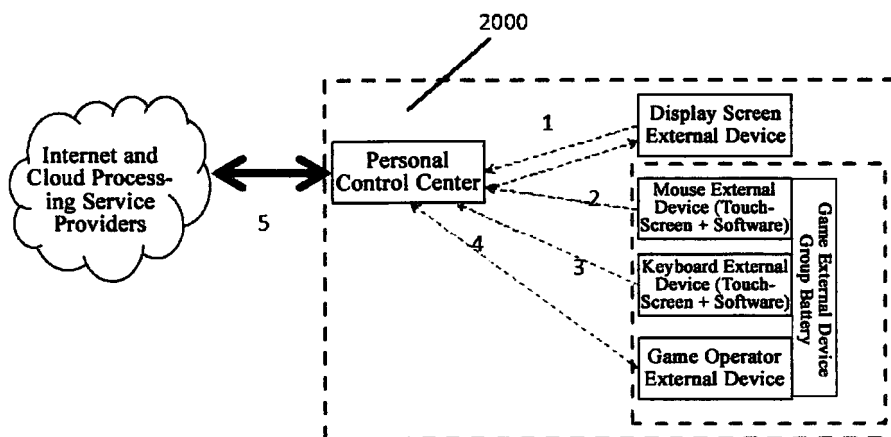 2000
Internet and
Cloud Process-
ing Service
Providers
5
Personal
Control Center
1
2
3
4
Display Screen
External Device
Mouse External
Device (Touch-
Screen + Software)
Keyboard External
Device (Touch-
Screen + Software)
Game Operator
External Device
Game External Device
Group Battery